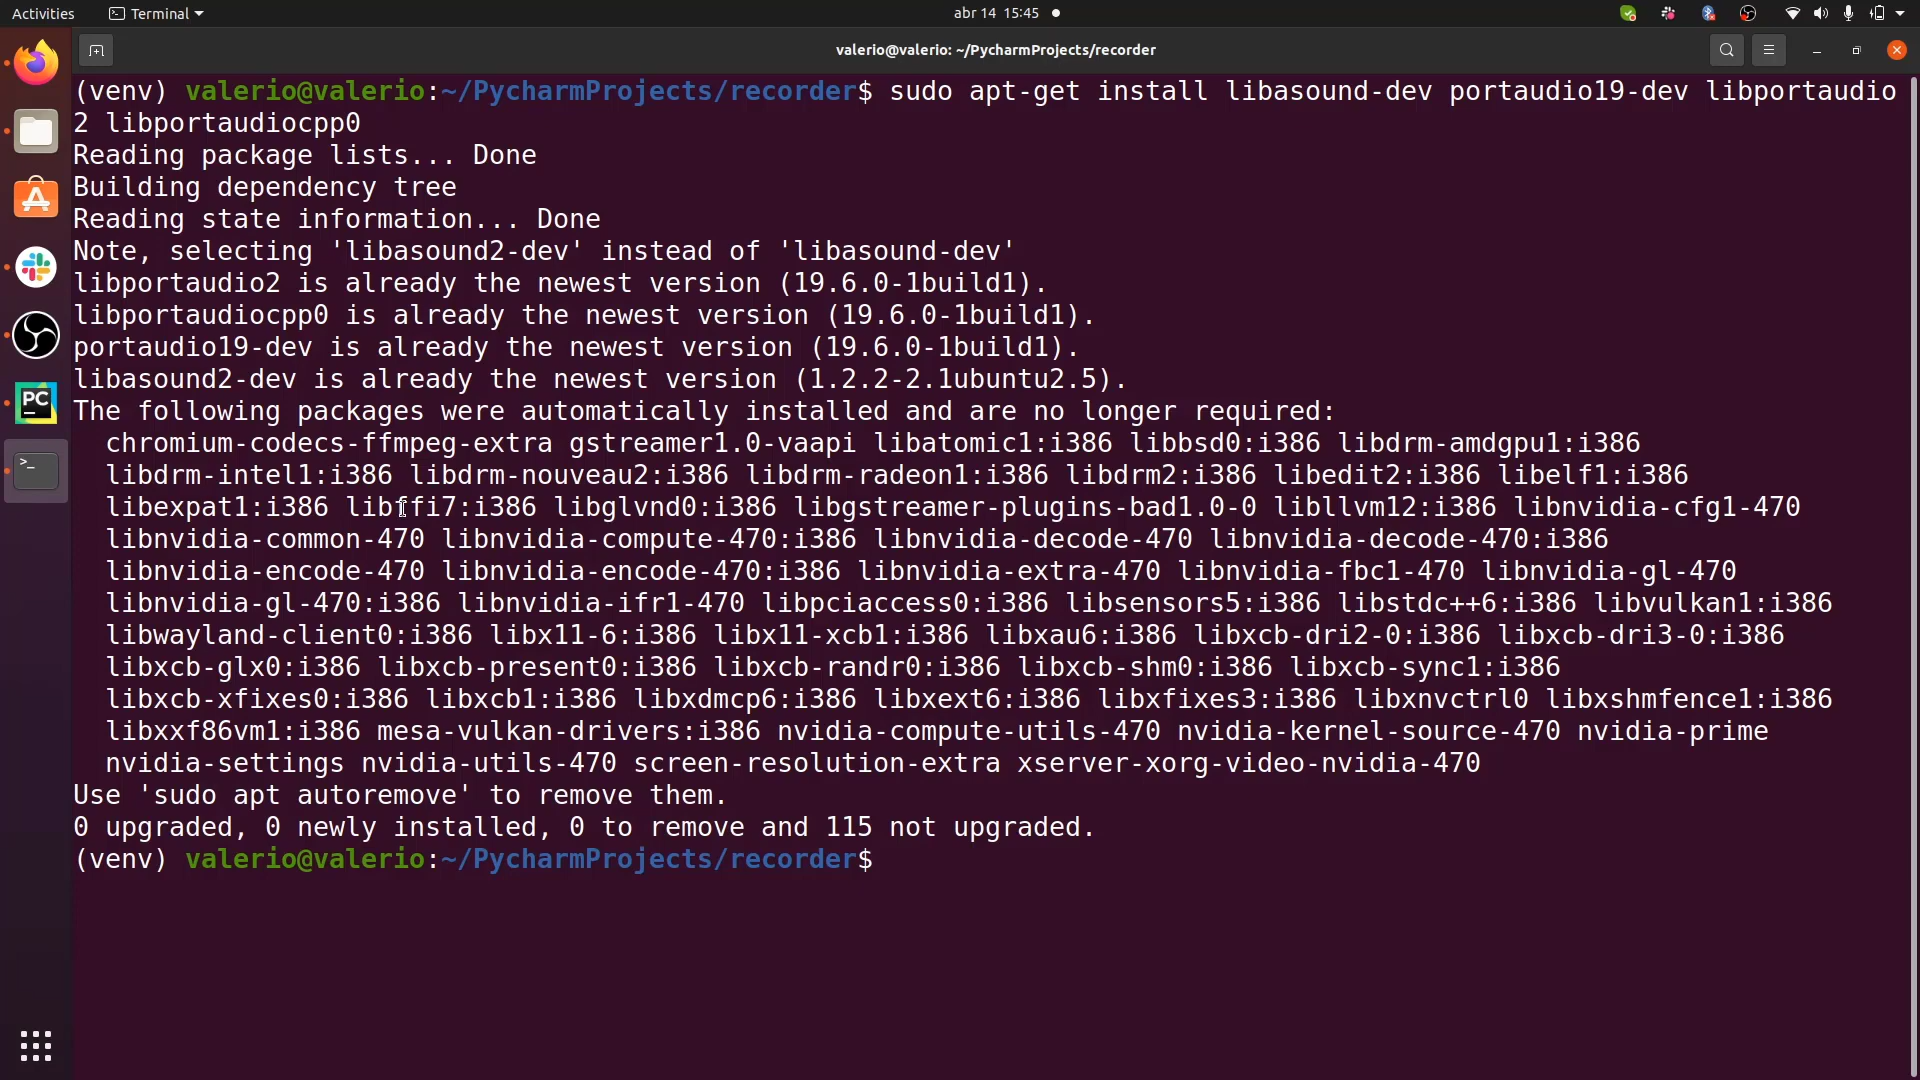 Activities
Terminal
abr 14 15:45
valerio@valerio: ~/PycharmProjects/recorder
(venv) valerio@valerio:~/PycharmProjects/recorder$ sudo apt-get install libasound-dev portaudio19-dev libportaudio
2 libportaudiocpp0
Reading package lists... Done
Building dependency tree
Reading state information... Done
Note, selecting 'libasound2-dev' instead of 'libasound-dev'
libportaudio2 is already the newest version (19.6.0-1build1).
libportaudiocpp0 is already the newest version (19.6.0-1build1).
portaudio19-dev is already the newest version (19.6.0-1build1).
libasound2-dev is already the newest version (1.2.2-2.1ubuntu2.5).
The following packages were automatically installed and are no longer required:
chromium-codecs-ffmpeg-extra gstreamer1.0-vaapi libatomic1:i386 libbsd0:i386 libdrm-amdgpu1:i386
libdrm-intel1:i386 libdrm-nouveau2:i386 libdrm-radeon1:i386 libdrm2:i386 libedit2:i386 libelf1:i386
libexpat1:i386 libffi7:i386 libglvnd0:i386 libgstreamer-plugins-bad1.0-0 libllvm12:i386 libnvidia-cfg1-470
libnvidia-common-470 libnvidia-compute-470:i386 libnvidia-decode-470 libnvidia-decode-470:i386
libnvidia-encode-470 libnvidia-encode-470:i386 libnvidia-extra-470 libnvidia-fbc1-470 libnvidia-gl-470
libnvidia-gl-470:i386 libnvidia-ifr1-470 libpciaccess0:i386 libsensors5:i386 libstdc++6:i386 libvulkan1:i386
libwayland-client0:i386 libx11-6:i386 libx11-xcb1:i386 libxau6:i386 libxcb-dri2-0:i386 libxcb-dri3-0:i386
libxcb-glx0:i386 libxcb-present0:i386 libxcb-randr0:i386 libxcb-shm0:i386 libxcb-sync1:i386
libxcb-xfixes0:i386 libxcb1:i386 libxdmcp6:i386 libxext6:i386 libxfixes3:i386 libxnvctrl0 libxshmfence1:i386
libxxf86vm1:i386 mesa-vulkan-drivers:i386 nvidia-compute-utils-470 nvidia-kernel-source-470 nvidia-prime
nvidia-settings nvidia-utils-470 screen-resolution-extra xserver-xorg-video-nvidia-470
Use 'sudo apt autoremove' to remove them.
0 upgraded, 0 newly installed, 0 to remove and 115 not upgraded.
(venv) valerio@valerio:~/PycharmProjects/recorder$
PC